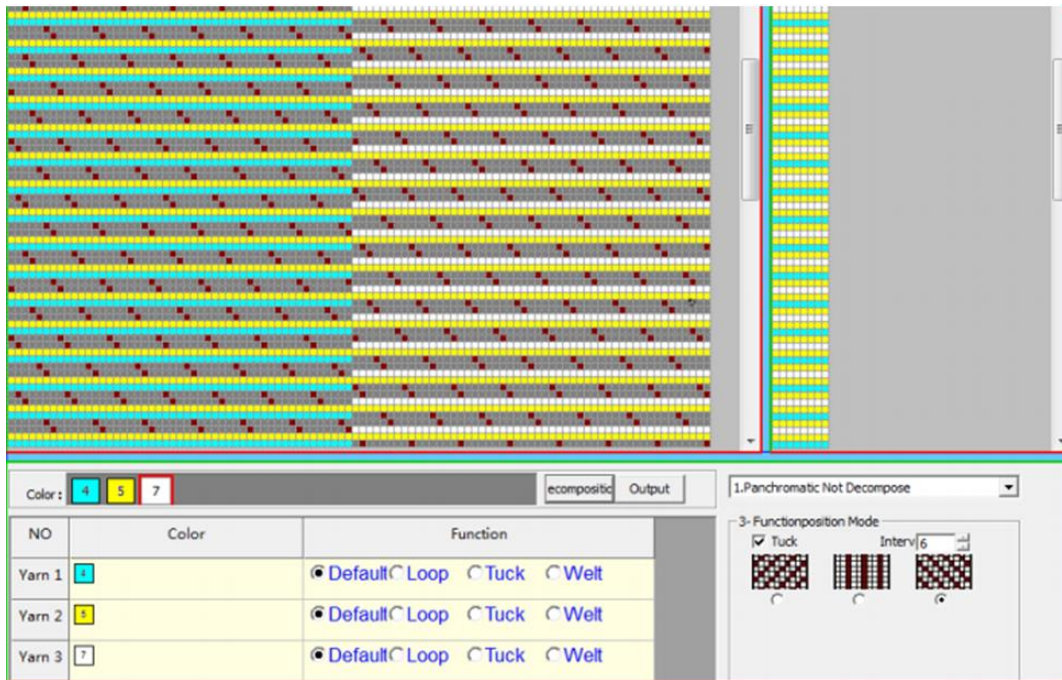 Color: 4 5 7 ecompositic Output
1.Panchromatic Not Decompose
3- Functionposition Mode
Tuck Interv 6
NO Color Function
Yarn 1 4 Default Loop Tuck Welt
Yarn 2 5 Default Loop Tuck Welt
Yarn 3 7 Default Loop Tuck Welt